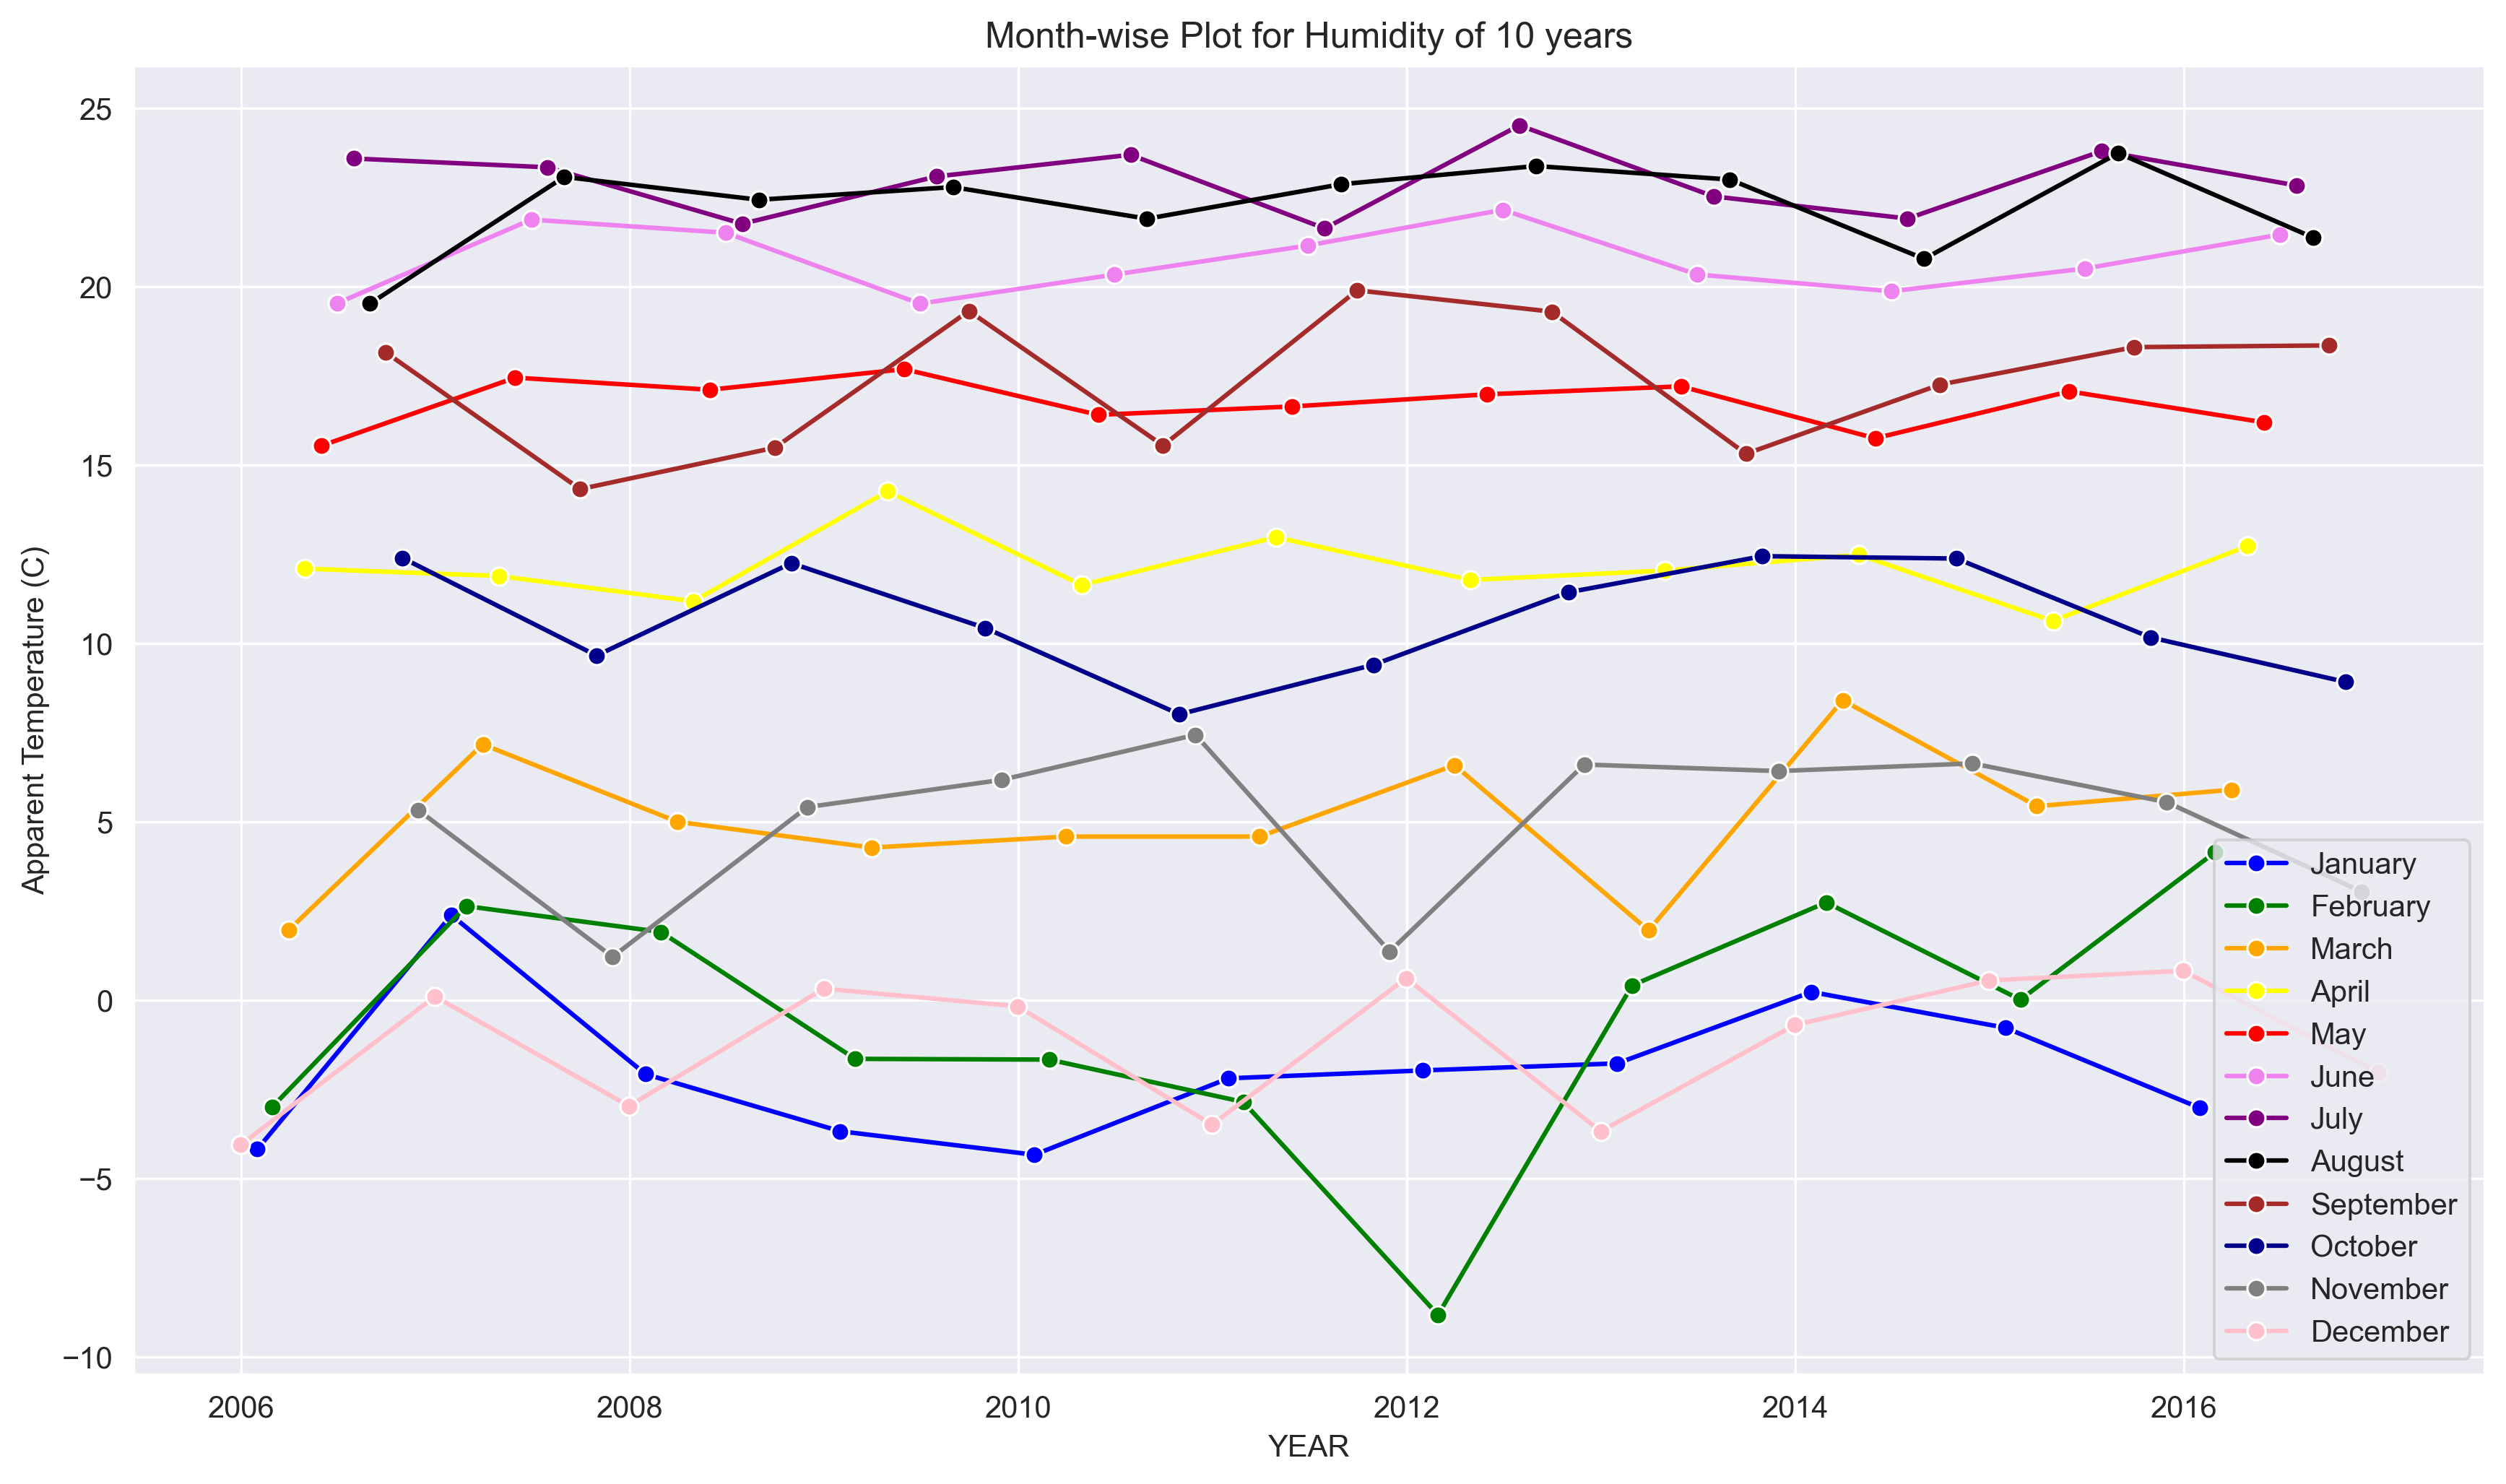 Month-wise Plot for Humidity of 10 years
25
20
15
10
5
0
−5
−10
Apparent Temperature (C)
January
February
March
April
May
June
July
August
September
October
November
December
2006 2008 2010 2012 2014 2016
YEAR